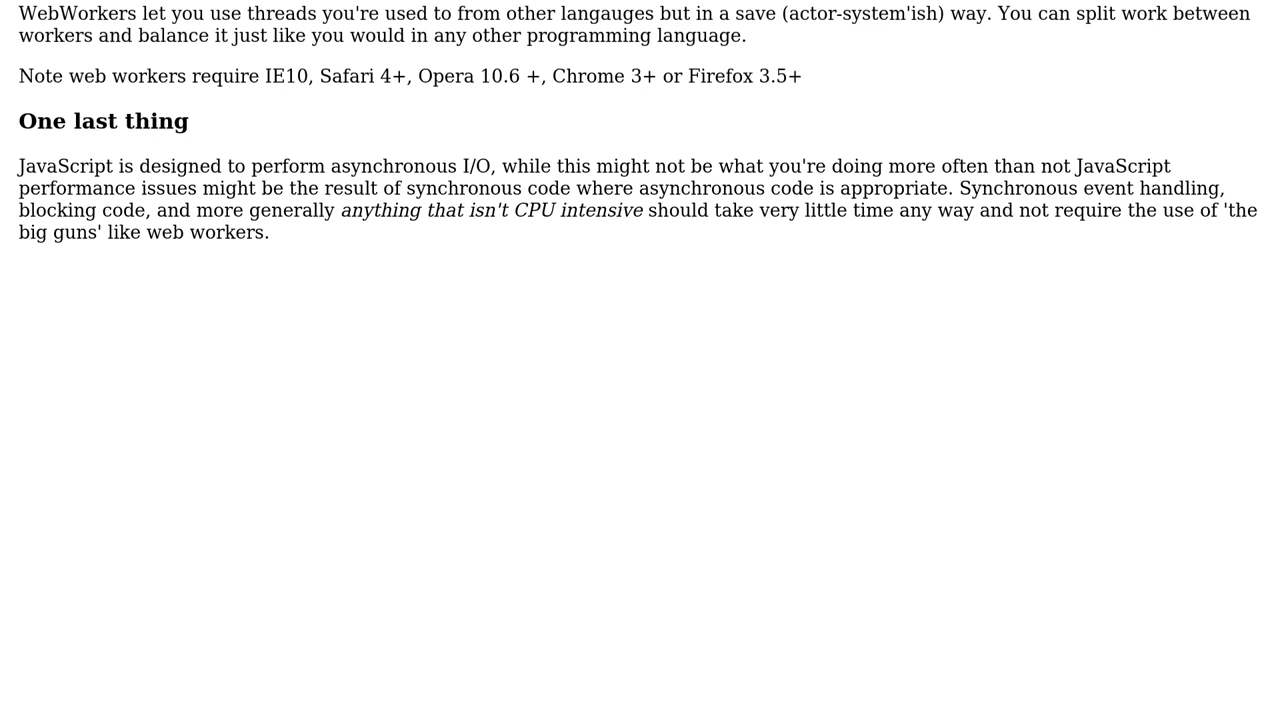 WebWorkers let you use threads you're used to from other langauges but in a save (actor-system'ish) way. You can split work between
workers and balance it just like you would in any other programming language.
Note web workers require IE10, Safari 4+, Opera 10.6 +, Chrome 3+ or Firefox 3.5+
One last thing
JavaScript is designed to perform asynchronous I/O, while this might not be what you're doing more often than not JavaScript
performance issues might be the result of synchronous code where asynchronous code is appropriate. Synchronous event handling,
blocking code, and more generally anything that isn't CPU intensive should take very little time any way and not require the use of 'the
big guns' like web workers.